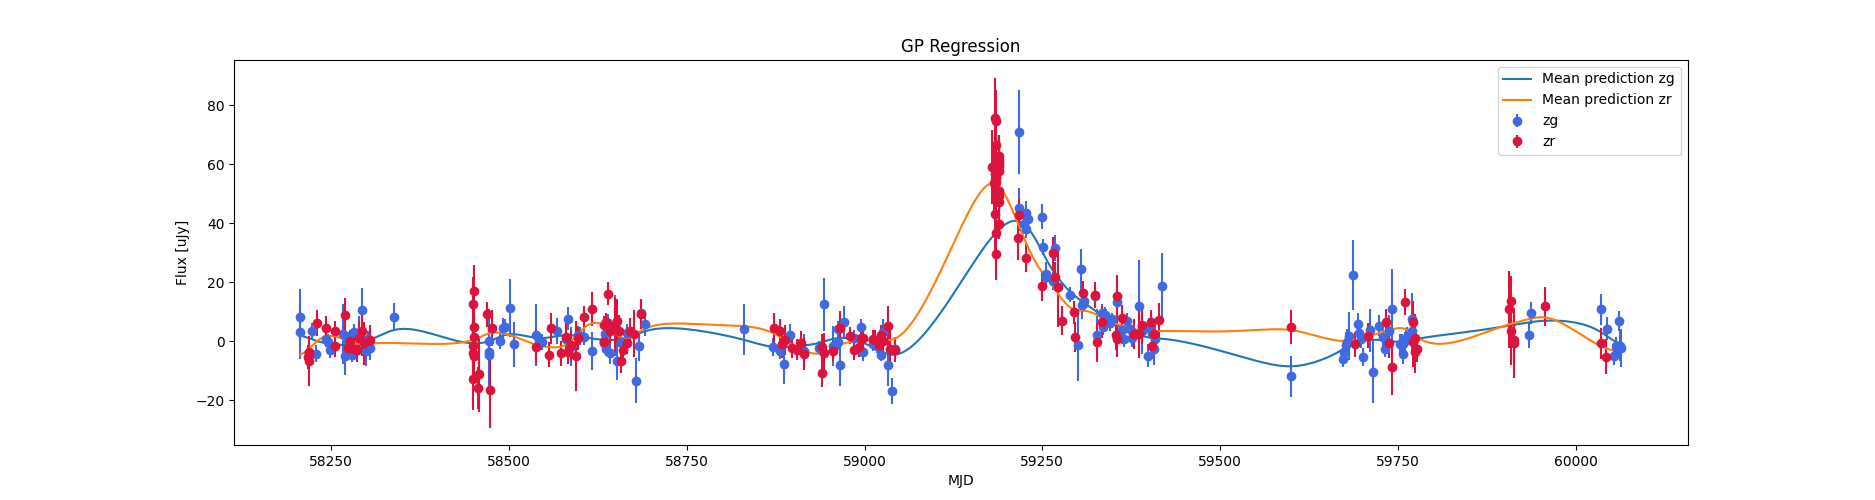 GP Regression
Mean prediction zg
Mean prediction zr
zg
zr
Flux [uJy]
80
60
40
20
0
−20
58250 58500 58750 59000 59250 59500 59750 60000
MJD